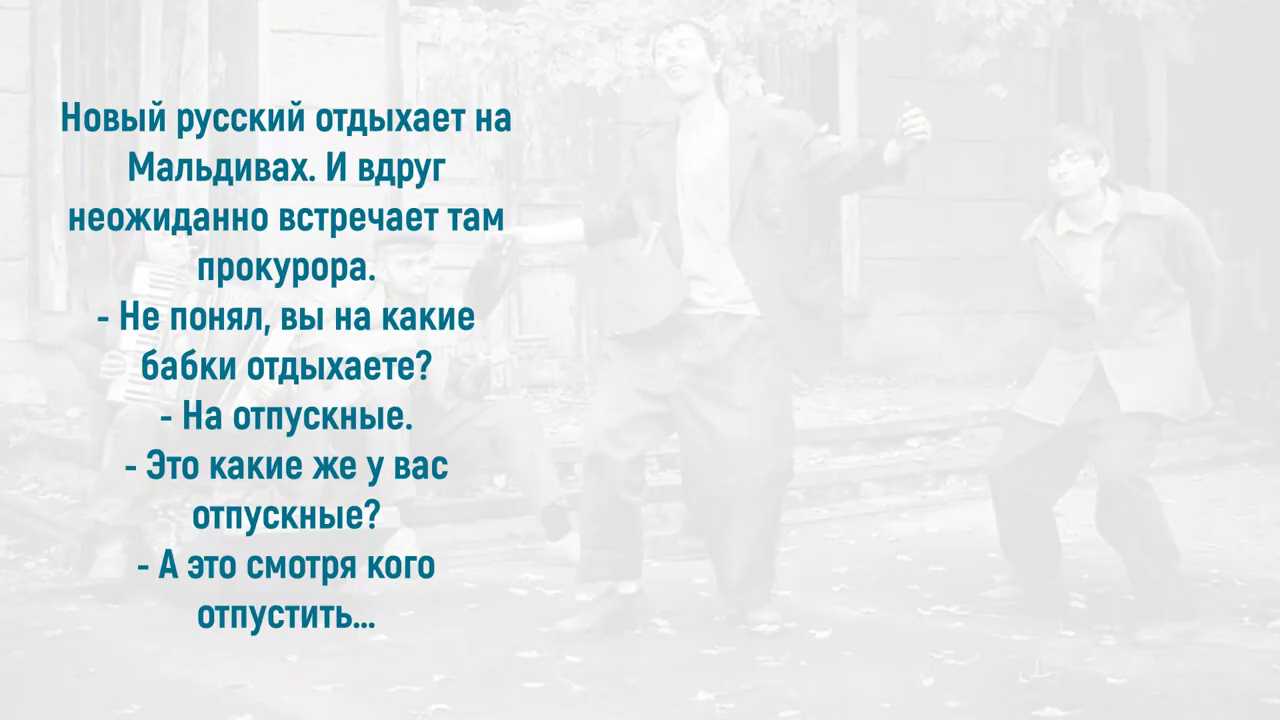 Новый русский отдыхает на
Мальдивах. И вдруг
неожиданно встречает там
прокурора.
- Не понял, вы на какие
бабки отдыхаете?
- На отпускные.
- Это какие же у вас
отпускные?
- А это смотря кого
отпустить...